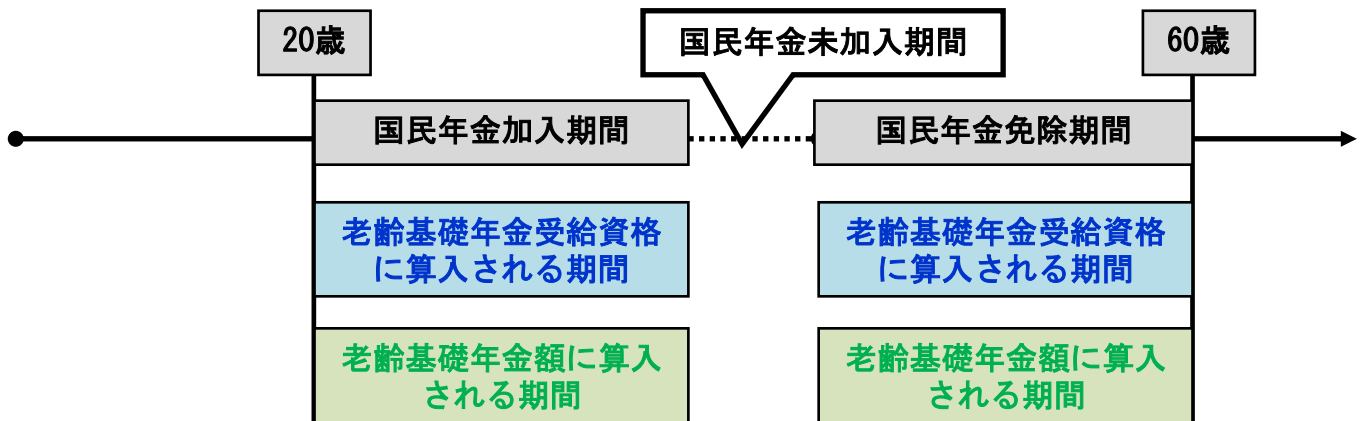 20歳
国民年金未加入期間
60歳
国民年金加入期間
国民年金免除期間
老齢基礎年金受給資格
に算入される期間
老齢基礎年金受給資格
に算入される期間
老齢基礎年金額に算入
される期間
老齢基礎年金額に算入
される期間